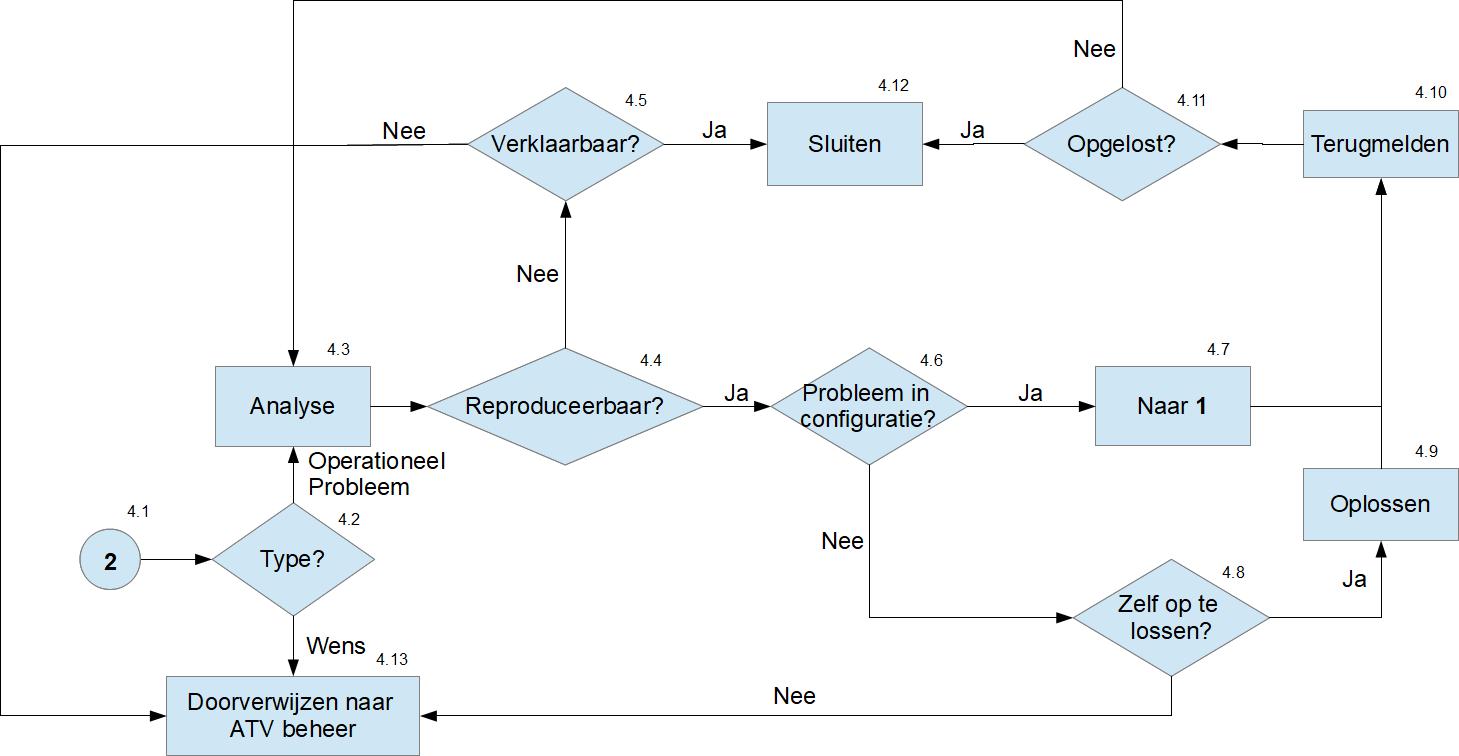 Nee
4.12
4.10
4.5
4.11
Nee
Ja
Ja
Verklaarbaar?
Sluiten
Opgelost?
Terugmelden
Nee
4.3
4.4
4.6
4.7
Ja
Ja
Analyse
Reproduceerbaar?
Probleem in
configuratie?
Naar 1
Operationeel
Probleem
4.9
Oplossen
4.1
4.2
2
Type?
Nee
4.8
Ja
Zelf op te
lossen?
Wens
4.13
Doorverwijzen naar
ATV beheer
Nee